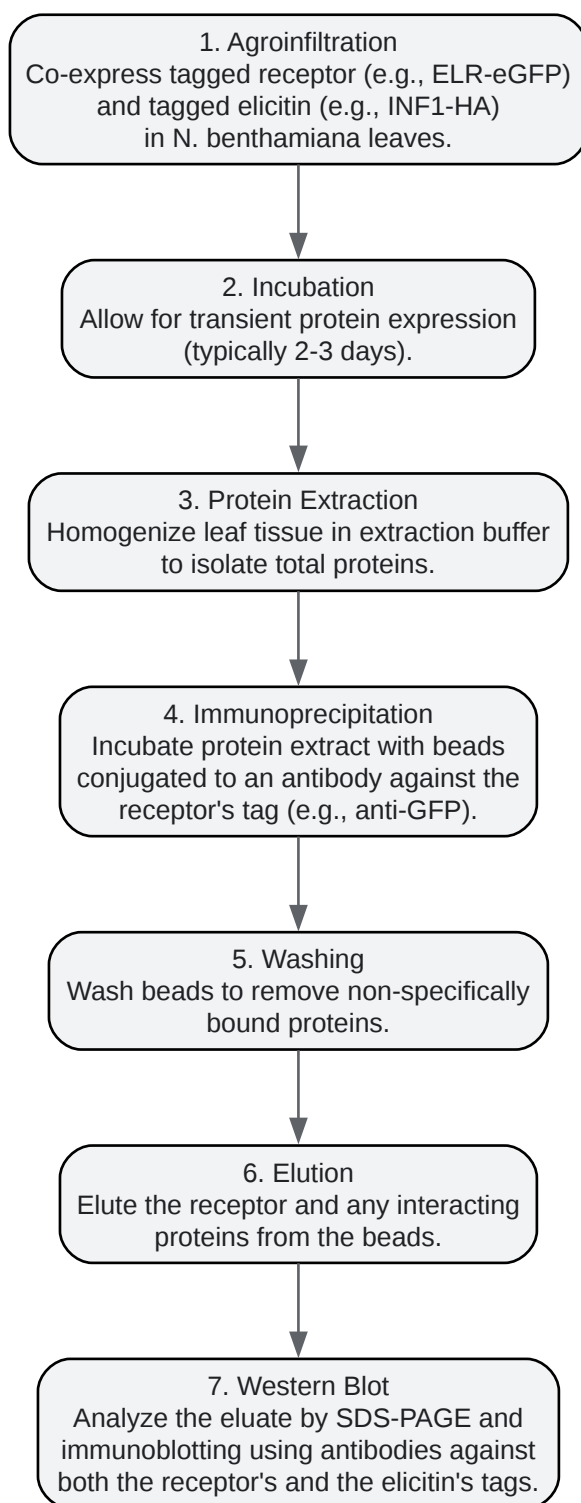 1. Agroinfiltration
Co-express tagged receptor (e.g., ELR-eGFP)
and tagged elicitin (e.g., INF1-HA)
in N. benthamiana leaves.
2. Incubation
Allow for transient protein expression
(typically 2-3 days).
3. Protein Extraction
Homogenize leaf tissue in extraction buffer
to isolate total proteins.
4. Immunoprecipitation
Incubate protein extract with beads
conjugated to an antibody against the
receptor's tag (e.g., anti-GFP).
5. Washing
Wash beads to remove non-specifically
bound proteins.
6. Elution
Elute the receptor and any interacting
proteins from the beads.
7. Western Blot
Analyze the eluate by SDS-PAGE and
immunoblotting using antibodies against
both the receptor's and the elicitin's tags.